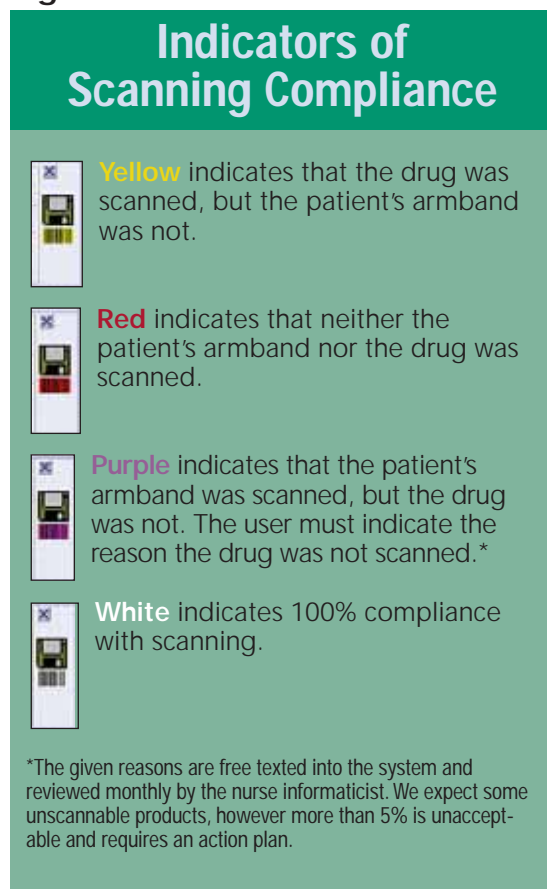 Indicators of
Scanning Compliance
Yellow indicates that the drug was
scanned, but the patient's armband
was not.
Red indicates that neither the
patient's armband nor the drug was
scanned.
Purple indicates that the patient's
armband was scanned, but the drug
was not. The user must indicate the
reason the drug was not scanned.*
White indicates 100% compliance
with scanning.
*The given reasons are free texted into the system and
reviewed monthly by the nurse informaticist. We expect some
unscannable products, however more than 5% is unaccept-
able and requires an action plan.